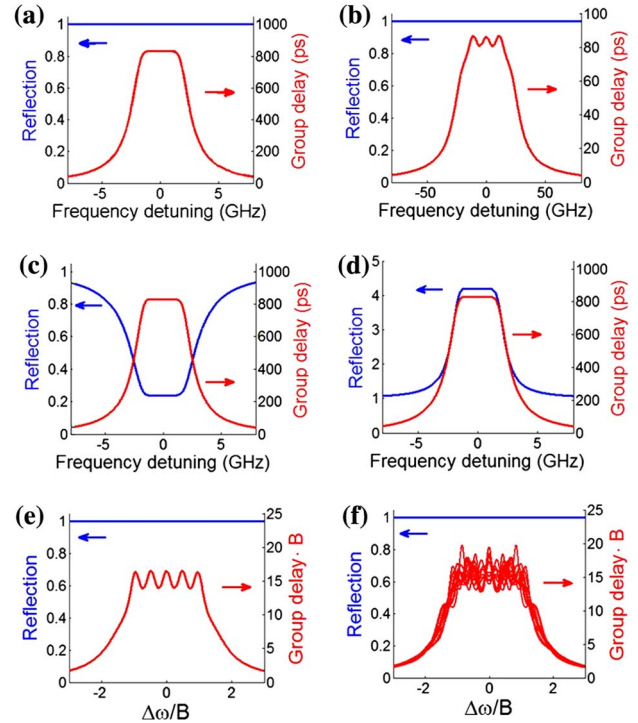 (a)
1
0.8
0.6
0.4
0.2
0
Reflection
1000
800
600
400
200
0
Group delay (ps)
-5 0 5
Frequency detuning (GHz)
(b)
1
0.8
0.6
0.4
0.2
0
Reflection
80
60
40
20
0
Group delay (ps)
-50 0 50
Frequency detuning (GHz)
(c)
1
0.8
0.6
0.4
0.2
0
Reflection
1000
800
600
400
200
0
Group delay (ps)
-5 0 5
Frequency detuning (GHz)
(d)
5
4
3
2
1
0
Reflection
1000
800
600
400
200
0
Group delay (ps)
-5 0 5
Frequency detuning (GHz)
(e)
1
0.8
0.6
0.4
0.2
0
Reflection
25
20
15
10
5
0
Group delay· B
-2 0 2
Δω/B
(f)
1
0.8
0.6
0.4
0.2
0
Reflection
25
20
15
10
5
0
Group delay · B
-2 0 2
Δω/B